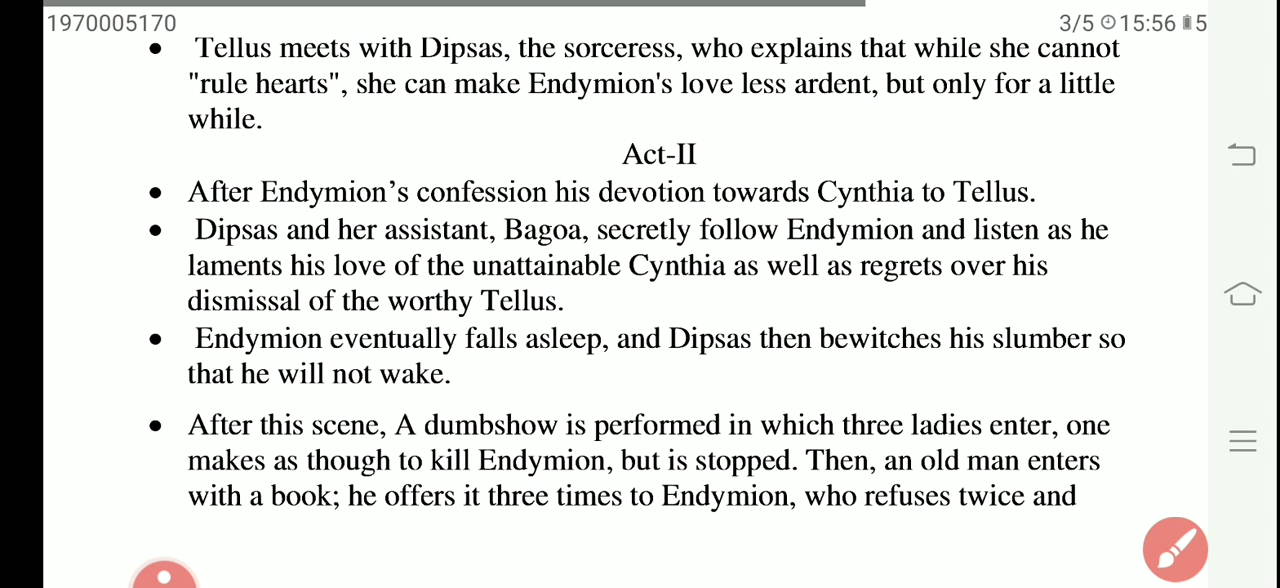 1970005170
3/5 15:56 5
• Tellus meets with Dipsas, the sorceress, who explains that while she cannot
"rule hearts", she can make Endymion's love less ardent, but only for a little
while.
Act-II
• After Endymion’s confession his devotion towards Cynthia to Tellus.
• Dipsas and her assistant, Bagoa, secretly follow Endymion and listen as he
laments his love of the unattainable Cynthia as well as regrets over his
dismissal of the worthy Tellus.
• Endymion eventually falls asleep, and Dipsas then bewitches his slumber so
that he will not wake.
• After this scene, A dumbshow is performed in which three ladies enter, one
makes as though to kill Endymion, but is stopped. Then, an old man enters
with a book; he offers it three times to Endymion, who refuses twice and